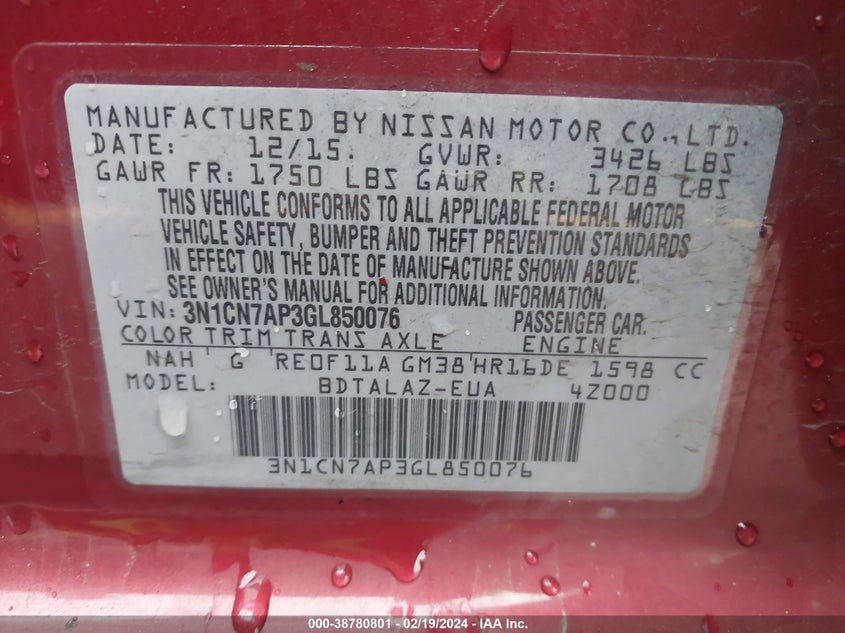 MANUFACTURED BY NISSAN MOTOR CO., LTD.
DATE: 12/15. GVWR: 3426 LBS
GAWR FR: 1750 LBS GAWR RR: 1708 LBS
THIS VEHICLE CONFORMS TO ALL APPLICABLE FEDERAL MOTOR
VEHICLE SAFETY, BUMPER AND THEFT PREVENTION STANDARDS
IN EFFECT ON THE DATE OF MANUFACTURE SHOWN ABOVE.
SEE OWNER'S MANUAL FOR ADDITIONAL INFORMATION.
VIN: 3N1CN7AP3GL850076 PASSENGER CAR.
COLOR TRIM TRANS AXLE ENGINE
NAH G RE0F11A GM38 HR16DE 1598 CC
MODEL: BDTALAZ-EUA 4Z000
3N1CN7AP3GL850076
000-38780801 - 02/19/2024 - IAA Inc.